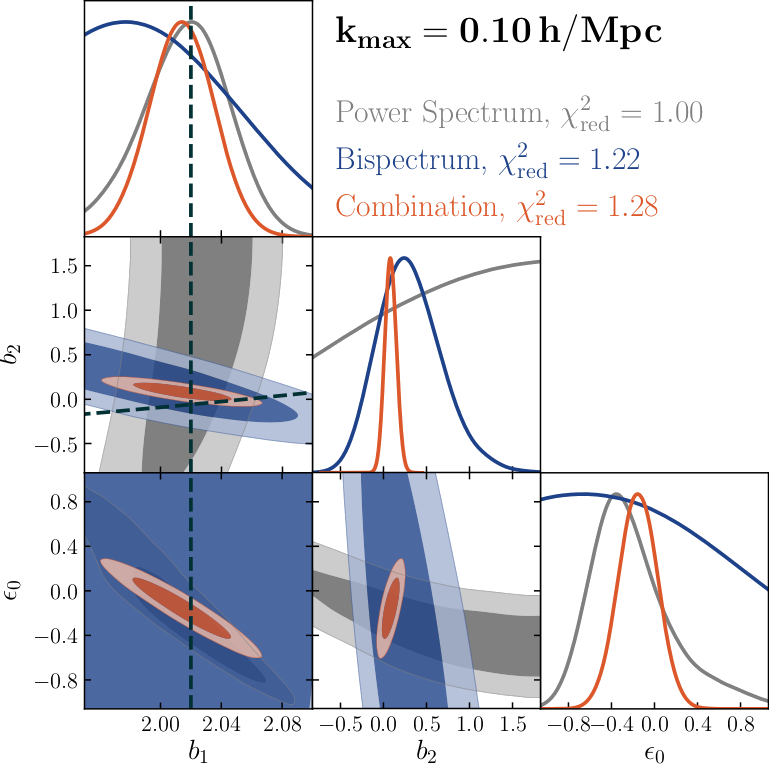 k_max = 0.10 h/Mpc
Power Spectrum, χ²_red = 1.00
Bispectrum, χ²_red = 1.22
Combination, χ²_red = 1.28
1.5
1.0
0.5
0.0
−0.5
b₂
0.8
0.4
0.0
−0.4
−0.8
ϵ₀
2.00 2.04 2.08
b₁
−0.5 0.0 0.5 1.0 1.5
b₂
−0.8 −0.4 0.0 0.4 0.8
ϵ₀